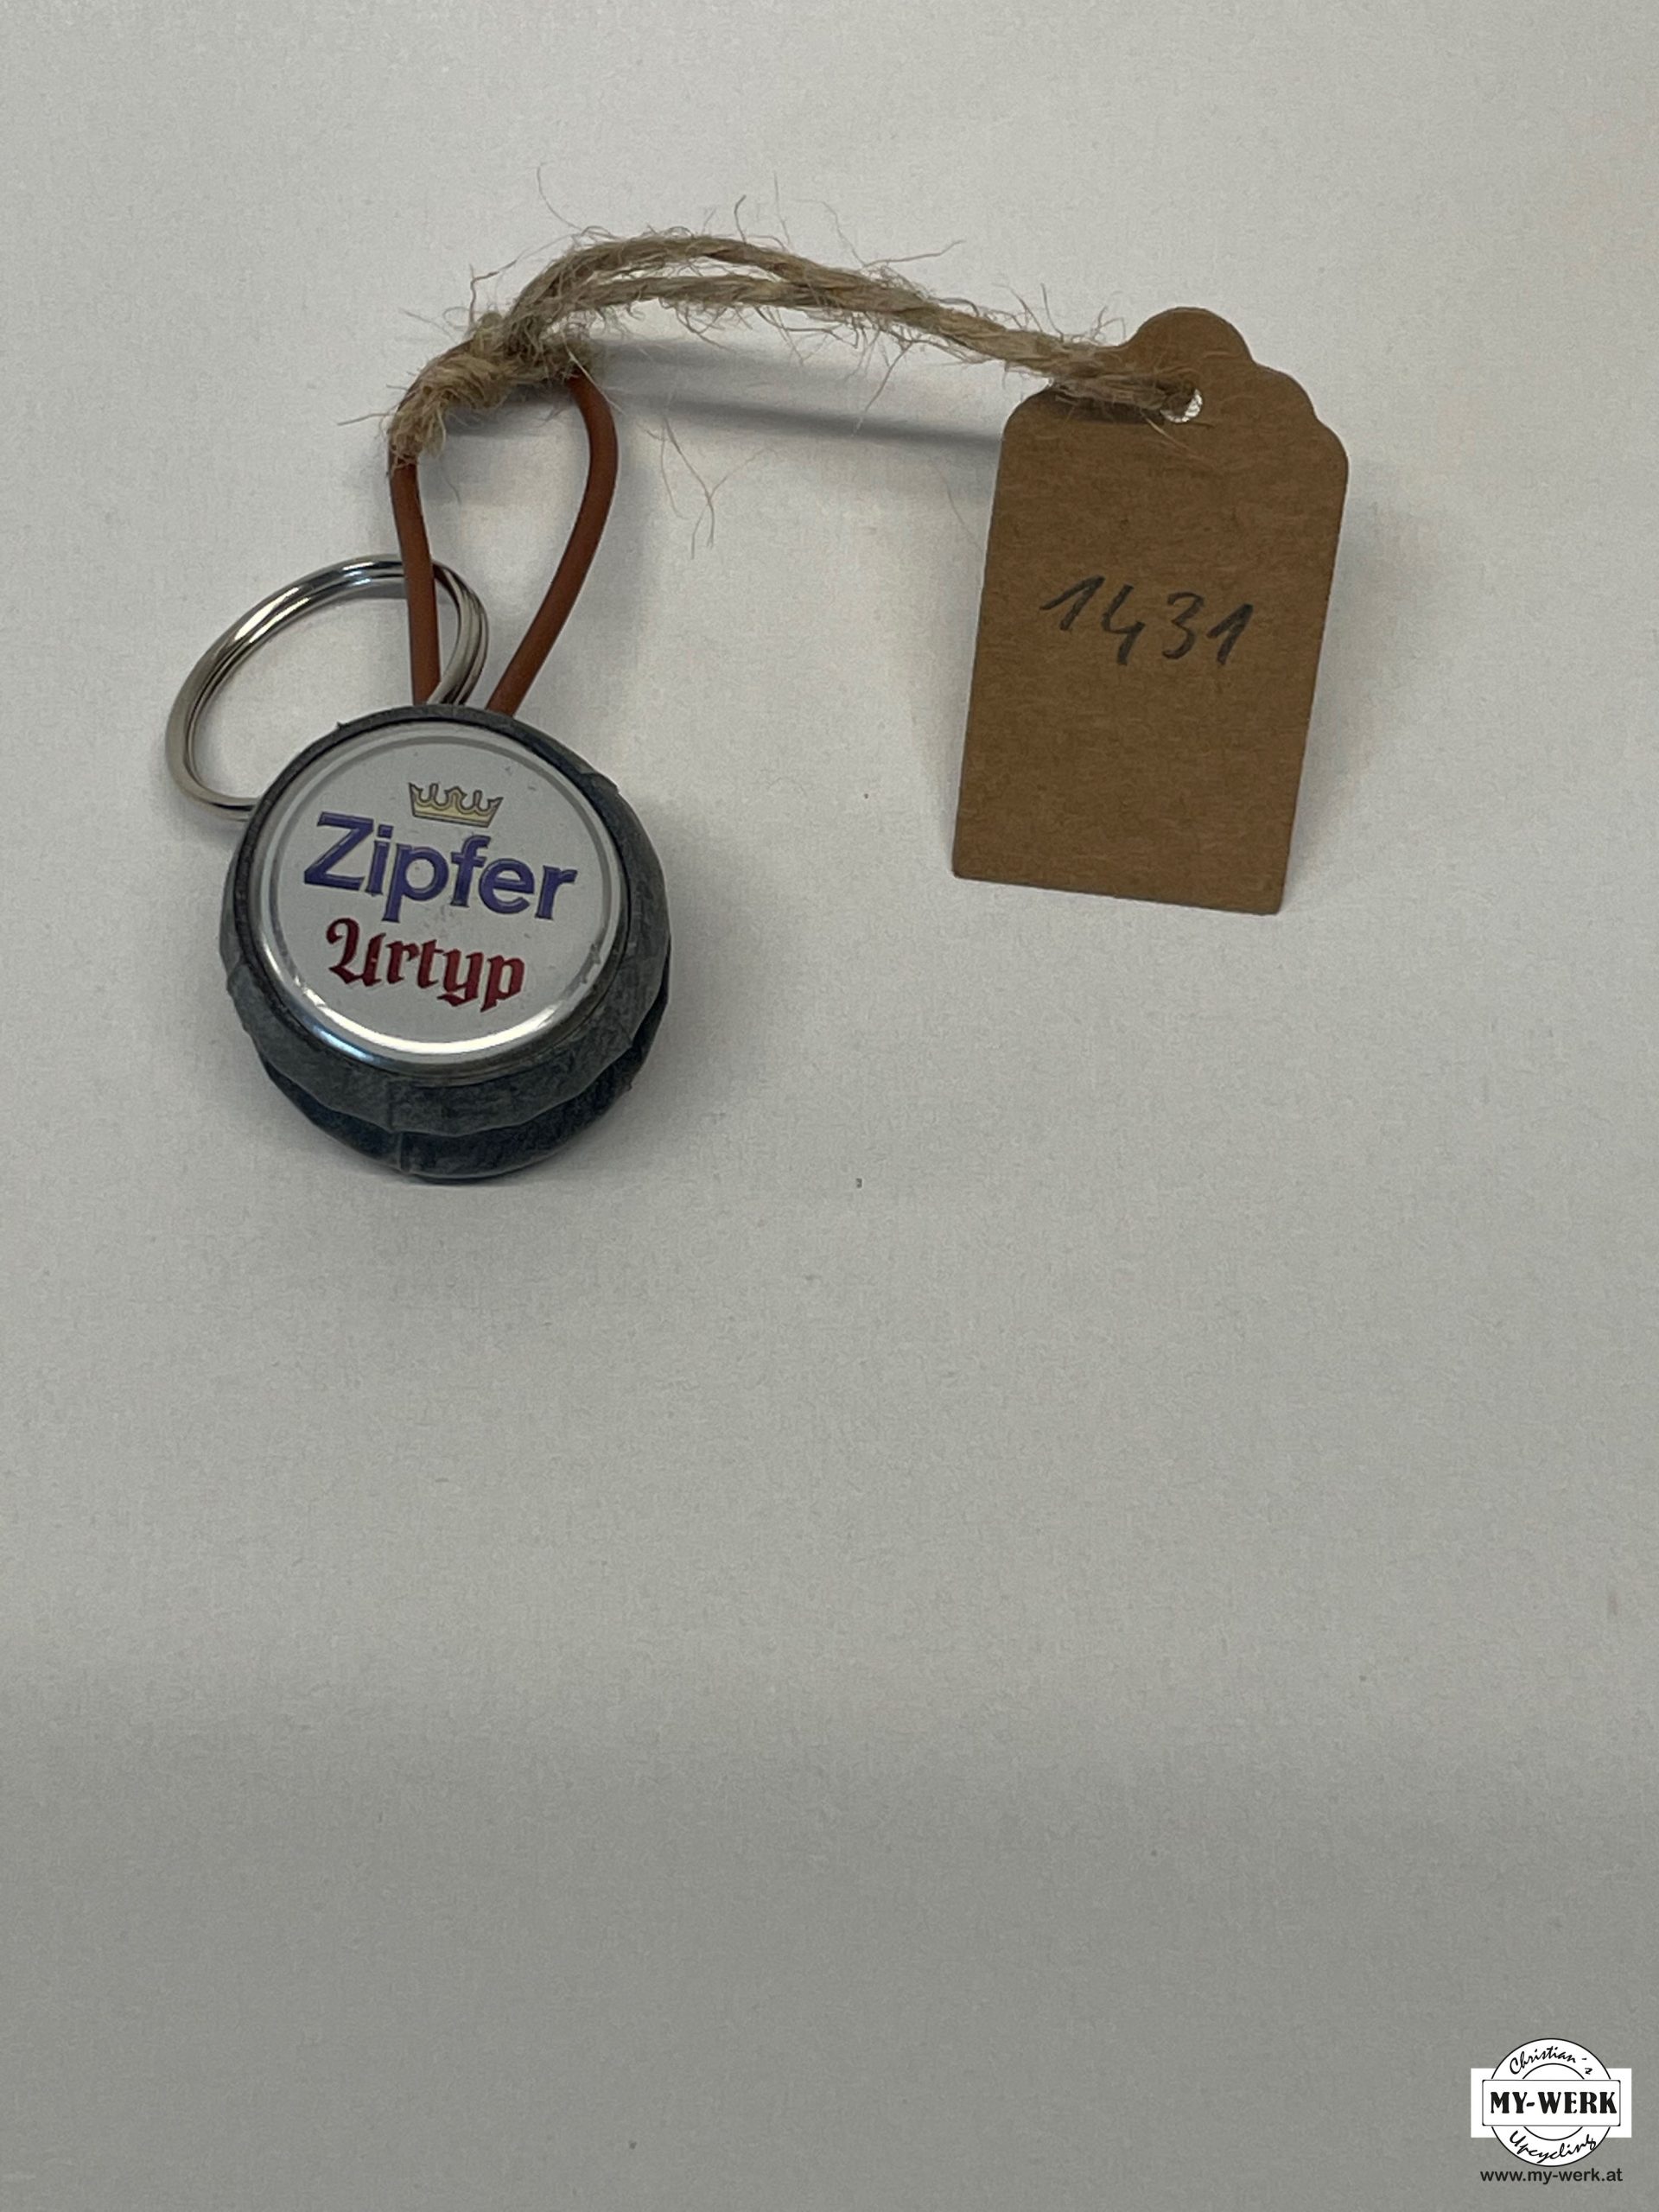 1431
Zipfer
Urtyp
Christian´s
MY-WERK
Upcycling
www.my-werk.at